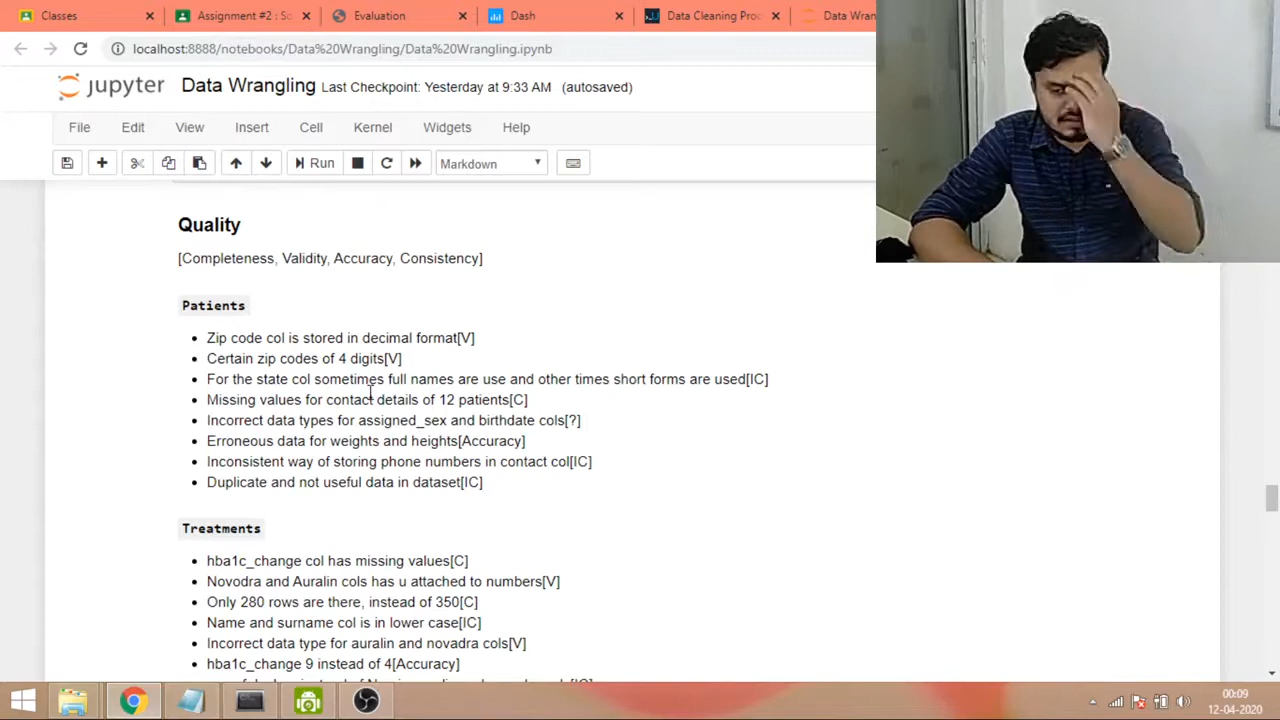 Classes
Assignment #2 : So
Evaluation
Dash
Data Cleaning Proc
Data Wran
localhost:8888/notebooks/Data%20Wrangling/Data%20Wrangling.ipynb
jupyter Data Wrangling Last Checkpoint: Yesterday at 9:33 AM (autosaved)
File Edit View Insert Cell Kernel Widgets Help
Run Markdown
Quality
[Completeness, Validity, Accuracy, Consistency]
Patients
Zip code col is stored in decimal format[V]
Certain zip codes of 4 digits[V]
For the state col sometimes full names are use and other times short forms are used[IC]
Missing values for contact details of 12 patients[C]
Incorrect data types for assigned_sex and birthdate cols[?]
Erroneous data for weights and heights[Accuracy]
Inconsistent way of storing phone numbers in contact col[IC]
Duplicate and not useful data in dataset[IC]
Treatments
hba1c_change col has missing values[C]
Novodra and Auralin cols has u attached to numbers[V]
Only 280 rows are there, instead of 350[C]
Name and surname col is in lower case[IC]
Incorrect data type for auralin and novadra cols[V]
hba1c_change 9 instead of 4[Accuracy]
00:09
12-04-2020